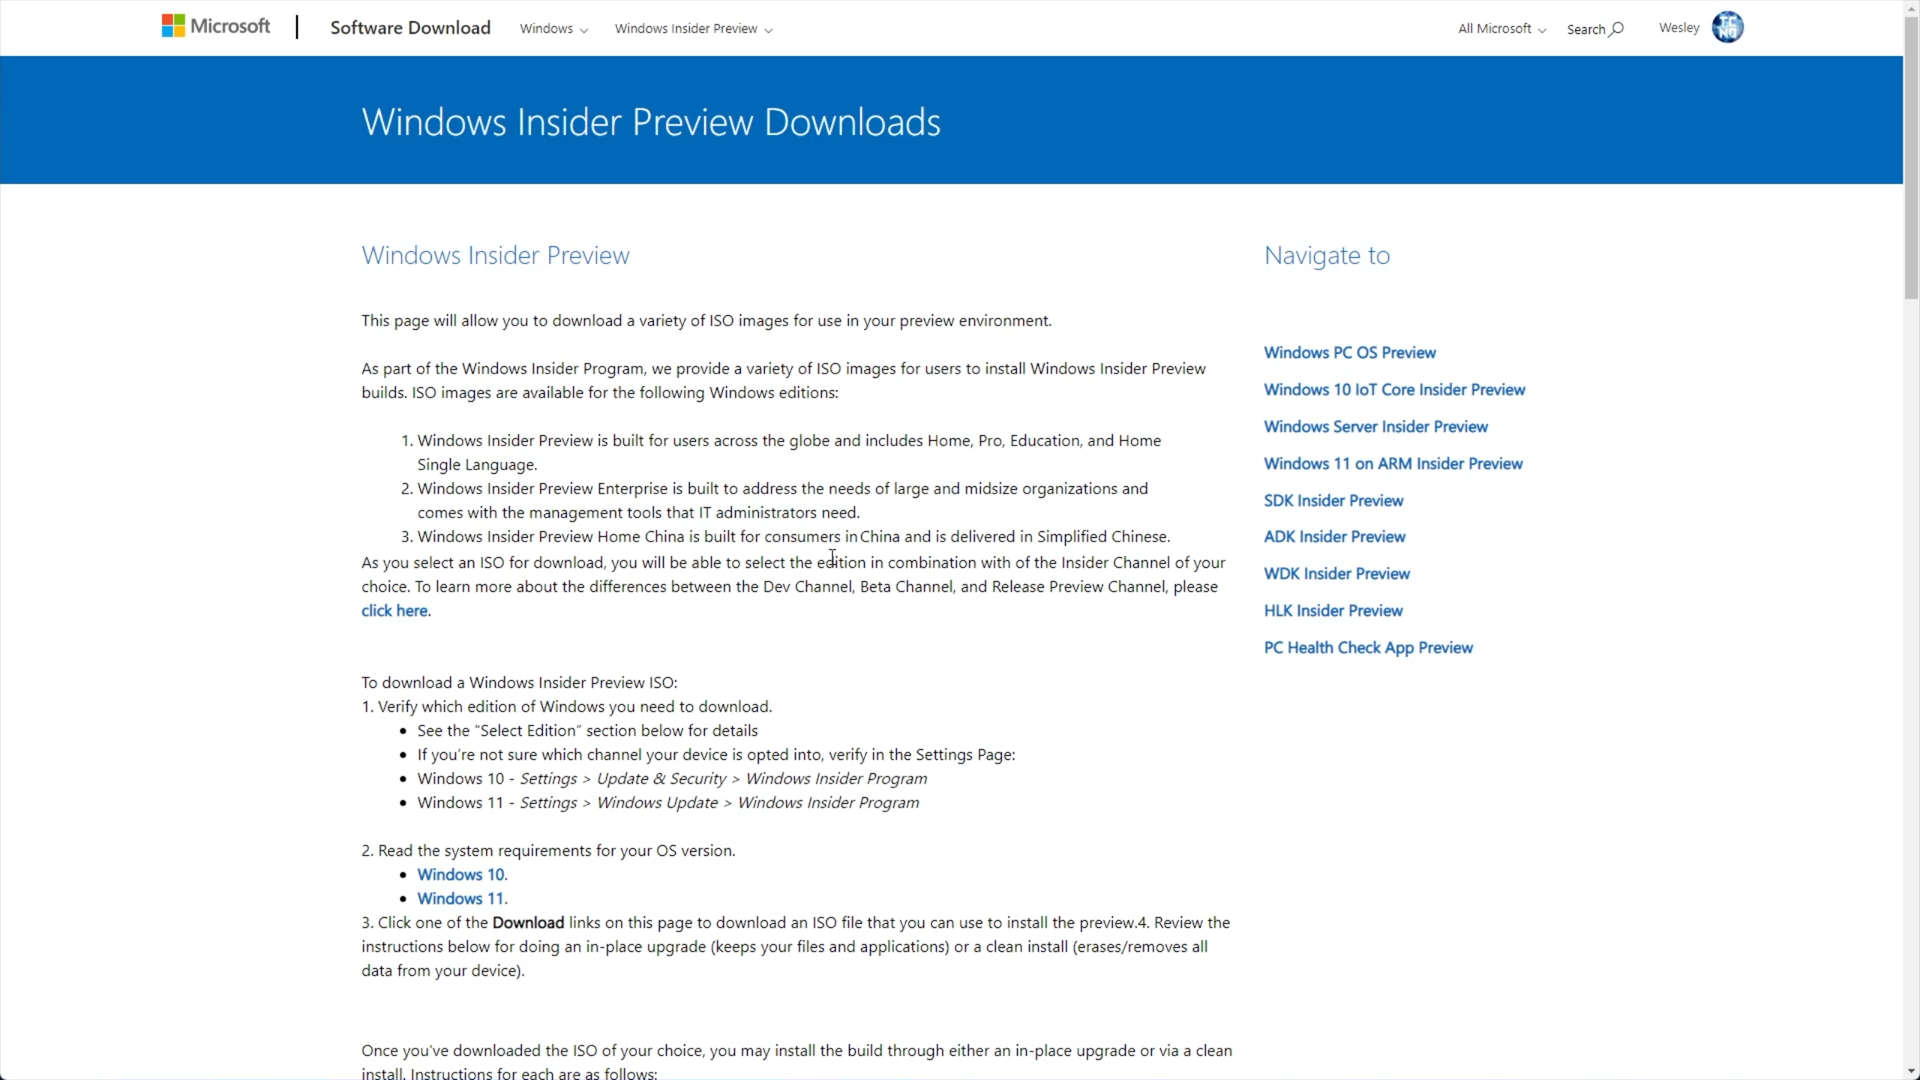 Microsoft | Software Download Windows Windows Insider Preview All Microsoft Search Wesley
Windows Insider Preview Downloads
Windows Insider Preview
This page will allow you to download a variety of ISO images for use in your preview environment.
As part of the Windows Insider Program, we provide a variety of ISO images for users to install Windows Insider Preview
builds. ISO images are available for the following Windows editions:
1. Windows Insider Preview is built for users across the globe and includes Home, Pro, Education, and Home
Single Language.
2. Windows Insider Preview Enterprise is built to address the needs of large and midsize organizations and
comes with the management tools that IT administrators need.
3. Windows Insider Preview Home China is built for consumers in China and is delivered in Simplified Chinese.
As you select an ISO for download, you will be able to select the edition in combination with of the Insider Channel of your
choice. To learn more about the differences between the Dev Channel, Beta Channel, and Release Preview Channel, please
click here.
To download a Windows Insider Preview ISO:
1. Verify which edition of Windows you need to download.
• See the “Select Edition” section below for details
• If you’re not sure which channel your device is opted into, verify in the Settings Page:
• Windows 10 - Settings > Update & Security > Windows Insider Program
• Windows 11 - Settings > Windows Update > Windows Insider Program
2. Read the system requirements for your OS version.
• Windows 10.
• Windows 11.
3. Click one of the Download links on this page to download an ISO file that you can use to install the preview.4. Review the
instructions below for doing an in-place upgrade (keeps your files and applications) or a clean install (erases/removes all
data from your device).
Once you've downloaded the ISO of your choice, you may install the build through either an in-place upgrade or via a clean
install. Instructions for each are as follows:
Navigate to
Windows PC OS Preview
Windows 10 IoT Core Insider Preview
Windows Server Insider Preview
Windows 11 on ARM Insider Preview
SDK Insider Preview
ADK Insider Preview
WDK Insider Preview
HLK Insider Preview
PC Health Check App Preview